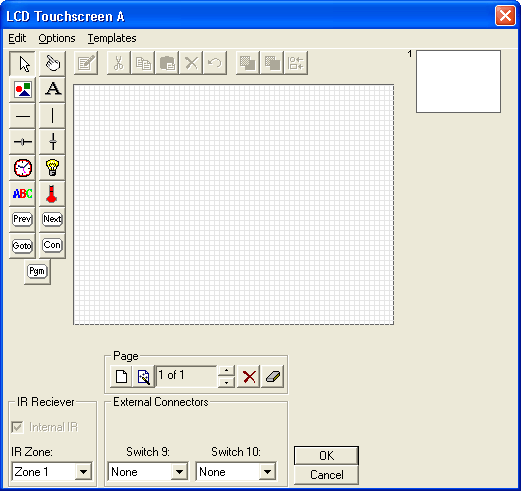 LCD Touchscreen A
Edit Options Templates
1
A
ABC
Prev Next
Goto Con
Pgm
Page
1 of 1
IR Reciever
External Connectors
Internal IR
IR Zone:
Switch 9:
Switch 10:
Zone 1
None
None
OK
Cancel